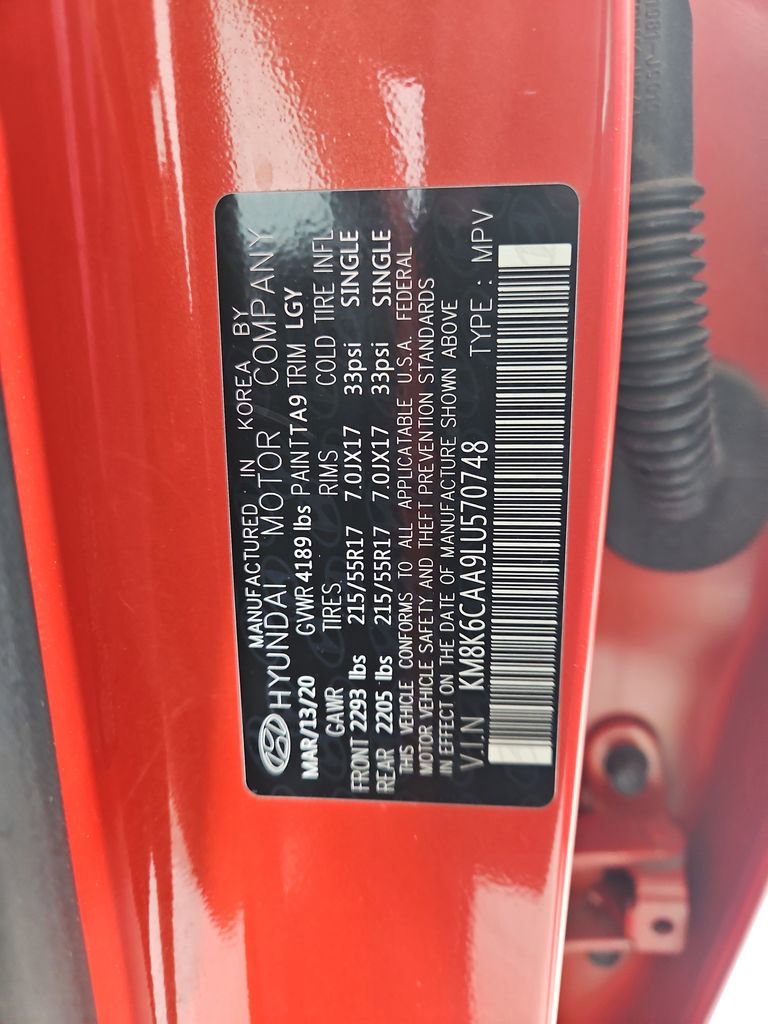 MANUFACTURED IN KOREA BY
HYUNDAI MOTOR COMPANY
MAR/13/20 GVWR 4189 lbs PAINT TA9 TRIM LGY
GAWR TIRES RIMS COLD TIRE INFL
FRONT 2293 lbs 215/55R17 7.0JX17 33psi SINGLE
REAR 2205 lbs 215/55R17 7.0JX17 33psi SINGLE
THIS VEHICLE CONFORMS TO ALL APPLICATABLE U.S.A. FEDERAL
MOTOR VEHICLE SAFETY AND THEFT PREVENTION STANDARDS
IN EFFECT ON THE DATE OF MANUFACTURE SHOWN ABOVE
V.I.N KM8K6CAA9LU570748 TYPE : MPV